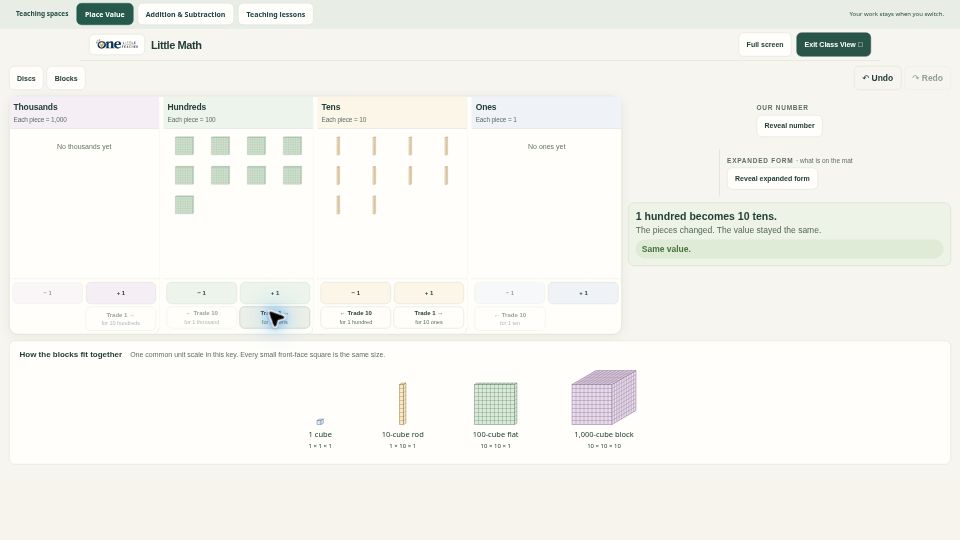 Teaching spaces
Place Value
Addition & Subtraction
Teaching lessons
Your work stays when you switch.
one
Little Math
Full screen
Exit Class View
Discs
Blocks
↶ Undo
↷ Redo
Thousands
Each piece = 1,000
Hundreds
Each piece = 100
Tens
Each piece = 10
Ones
Each piece = 1
No thousands yet
No ones yet
− 1
+ 1
− 1
+ 1
− 1
+ 1
− 1
+ 1
Trade 1 →
for 10 hundreds
← Trade 10
for 1 thousand
← Trade 10
for 1 hundred
Trade 1 →
for 10 ones
← Trade 10
for 1 ten
OUR NUMBER
Reveal number
EXPANDED FORM · what is on the mat
Reveal expanded form
1 hundred becomes 10 tens.
The pieces changed. The value stayed the same.
Same value.
How the blocks fit together One common unit scale in this key. Every small front-face square is the same size.
1 cube
1 × 1 × 1
10-cube rod
1 × 10 × 1
100-cube flat
10 × 10 × 1
1,000-cube block
10 × 10 × 10